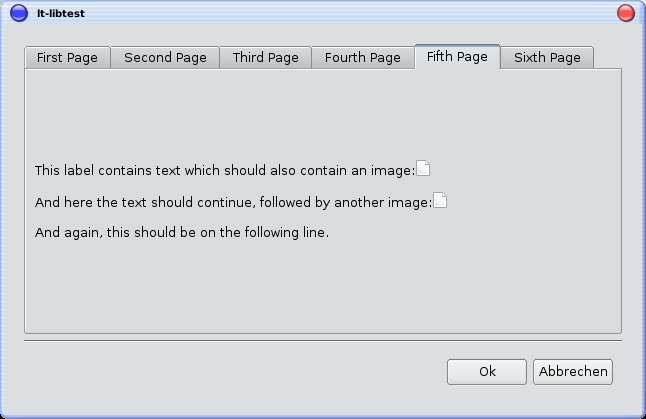 lt-libtest
First Page Second Page Third Page Fourth Page Fifth Page Sixth Page
This label contains text which should also contain an image:
And here the text should continue, followed by another image:
And again, this should be on the following line.
Ok Abbrechen